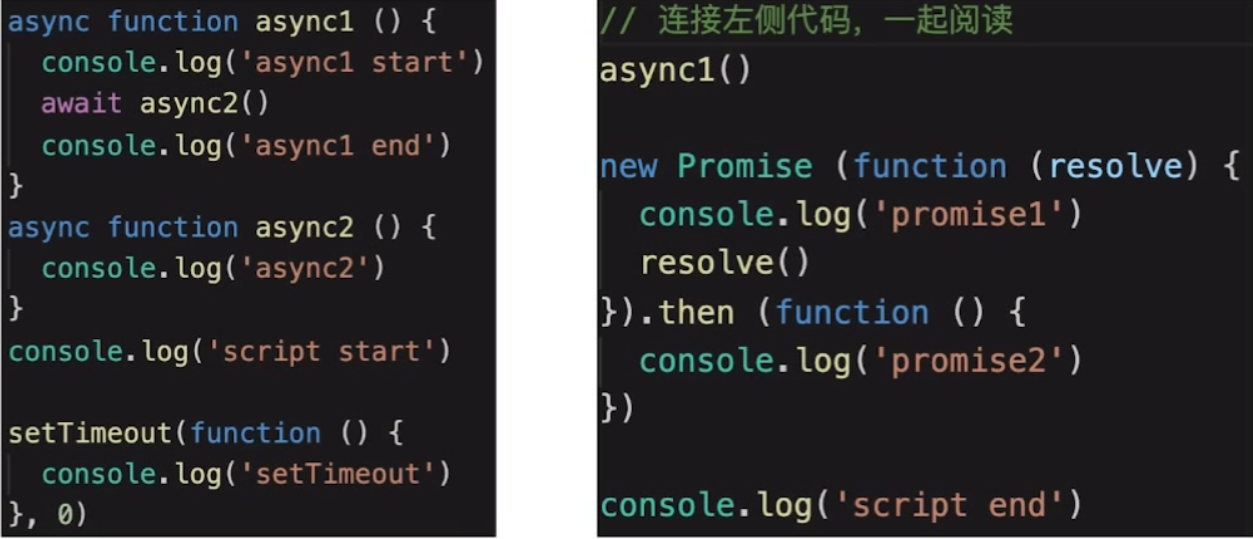 async function async1 () {
  console.log('async1 start')
  await async2()
  console.log('async1 end')
}
async function async2 () {
  console.log('async2')
}
console.log('script start')

setTimeout(function () {
  console.log('setTimeout')
}, 0)
// 连接左侧代码，一起阅读
async1()

new Promise (function (resolve) {
  console.log('promise1')
  resolve()
}).then (function () {
  console.log('promise2')
})

console.log('script end')